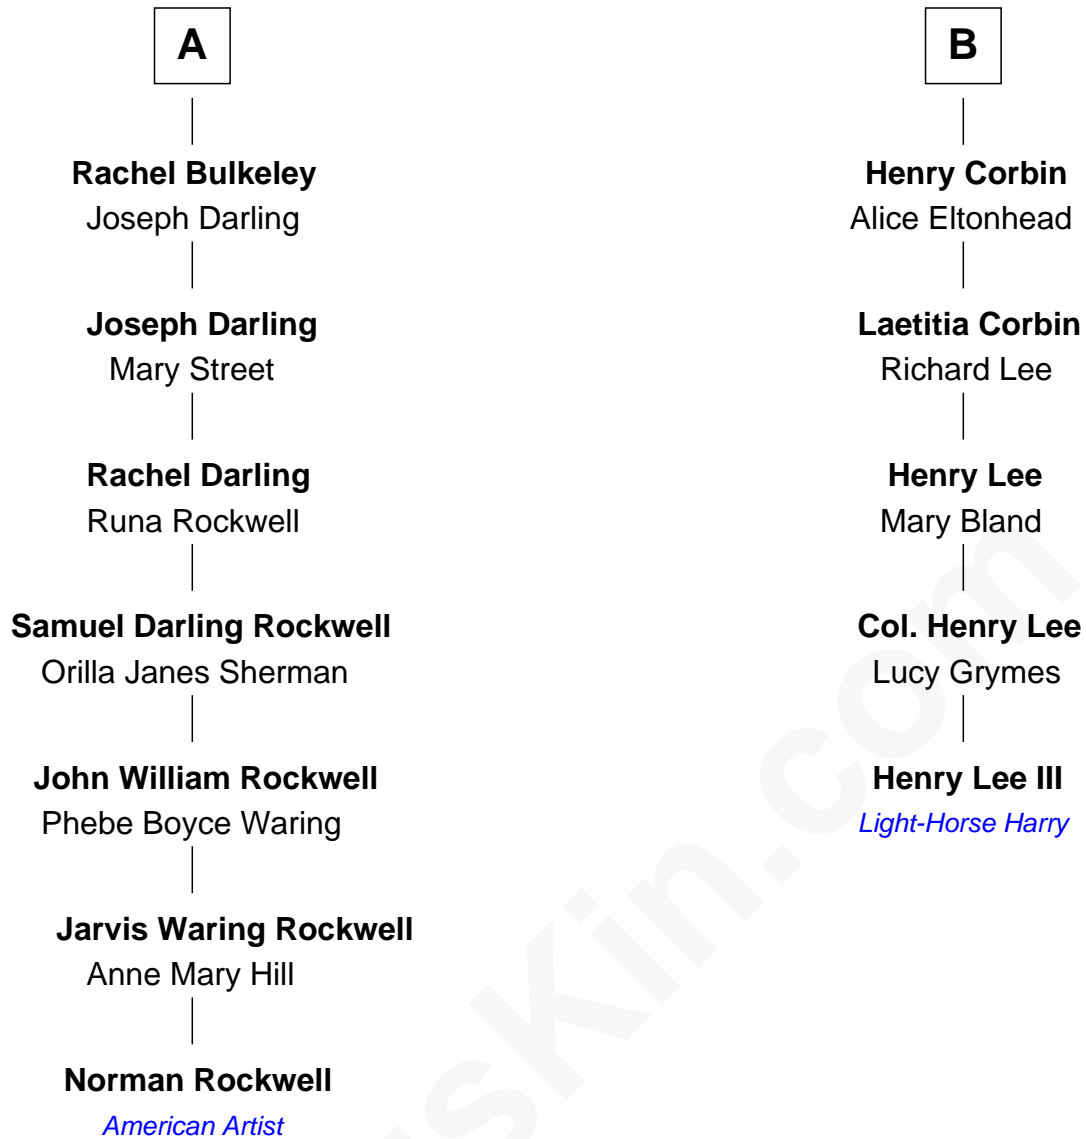 A
Rachel Bulkeley
Joseph Darling
Joseph Darling
Mary Street
Rachel Darling
Runa Rockwell
Samuel Darling Rockwell
Orilla Janes Sherman
John William Rockwell
Phebe Boyce Waring
Jarvis Waring Rockwell
Anne Mary Hill
Norman Rockwell
American Artist
B
Henry Corbin
Alice Eltonhead
Laetitia Corbin
Richard Lee
Henry Lee
Mary Bland
Col. Henry Lee
Lucy Grymes
Henry Lee III
Light-Horse Harry